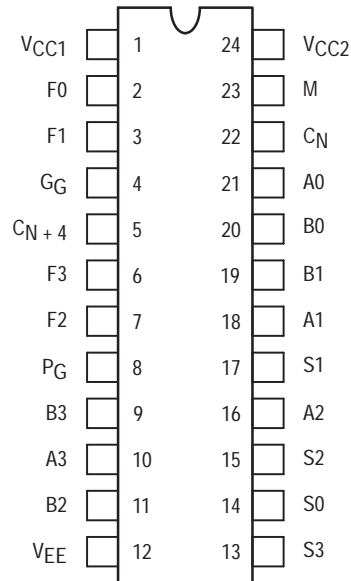 VCC1 1 24 VCC2
F0 2 23 M
F1 3 22 CN
GG 4 21 A0
CN + 4 5 20 B0
F3 6 19 B1
F2 7 18 A1
PG 8 17 S1
B3 9 16 A2
A3 10 15 S2
B2 11 14 S0
VEE 12 13 S3